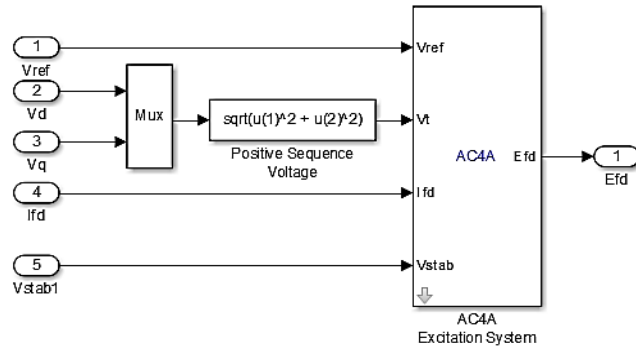 1
Vref
2
Vd
3
Vq
4
Ifd
5
Vstab1
Mux
sqrt(u(1)^2 + u(2)^2)
Positive Sequence
Voltage
Vref
Vt
Ifd
Vstab
AC4A
Efd
AC4A
Excitation System
1
Efd